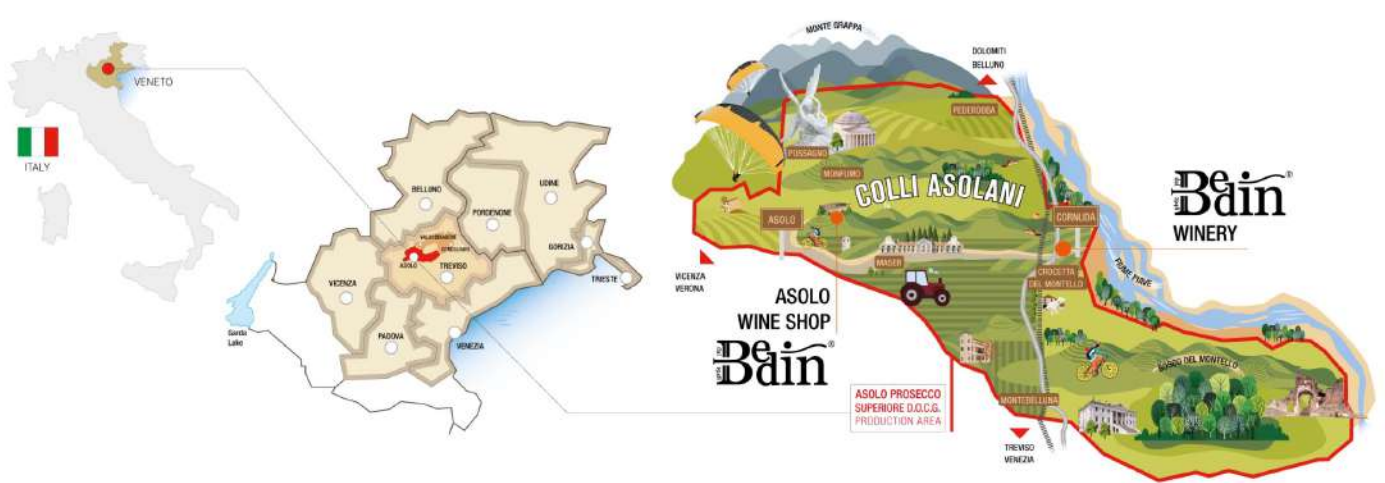 VENETO
ITALY
BELLUNO
UDINE
PORDENONE
VALDOBBIADENE
CONEGLIANO
ASOLO
TREVISO
GORIZIA
TRIESTE
VICENZA
PADOVA
VENEZIA
Garda
Lake
MONTE GRAPPA
DOLOMITI
BELLUNO
PEDEROBBA
POSSAGNO
MONFUMO
COLLI ASOLANI
ASOLO
CORNUDA
MASER
CROCETTA
DEL MONTELLO
FIUME PIAVE
VICENZA
VERONA
ASOLO
WINE SHOP
Bedin®
Bedin®
WINERY
BOSCO DEL MONTELLO
MONTEBELLUNA
TREVISO
VENEZIA
ASOLO PROSECCO
SUPERIORE D.O.C.G.
PRODUCTION AREA